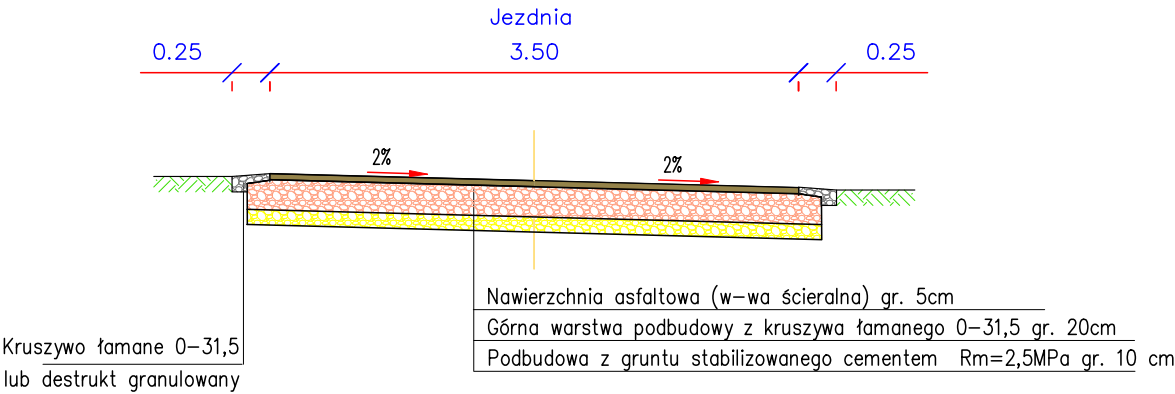 Jezdnia
0.25 3.50 0.25
2% 2%
Nawierzchnia asfaltowa (w-wa ścieralna) gr. 5cm
Górna warstwa podbudowy z kruszywa łamanego 0-31,5 gr. 20cm
Podbudowa z gruntu stabilizowanego cementem Rm=2,5MPa gr. 10 cm
Kruszywo łamane 0-31,5
lub destrukt granulowany